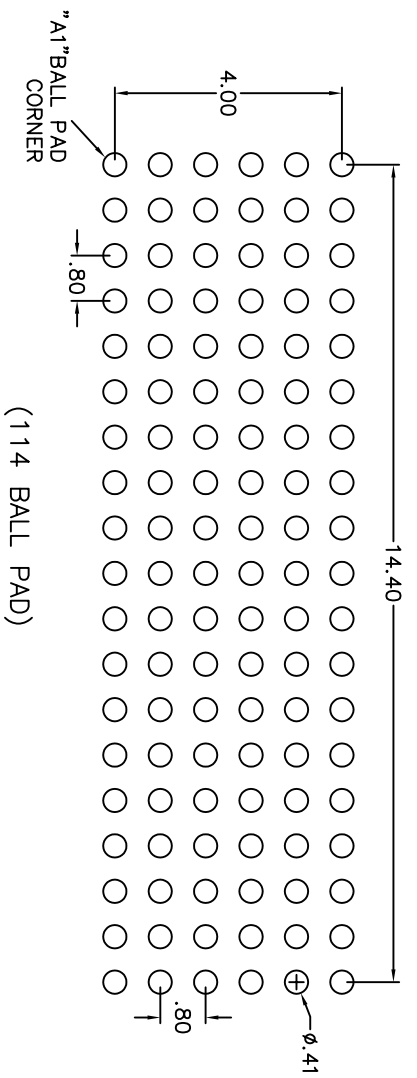 4.00
"A1"BALL PAD
CORNER
.80
14.40
ø.41
.80
(114 BALL PAD)